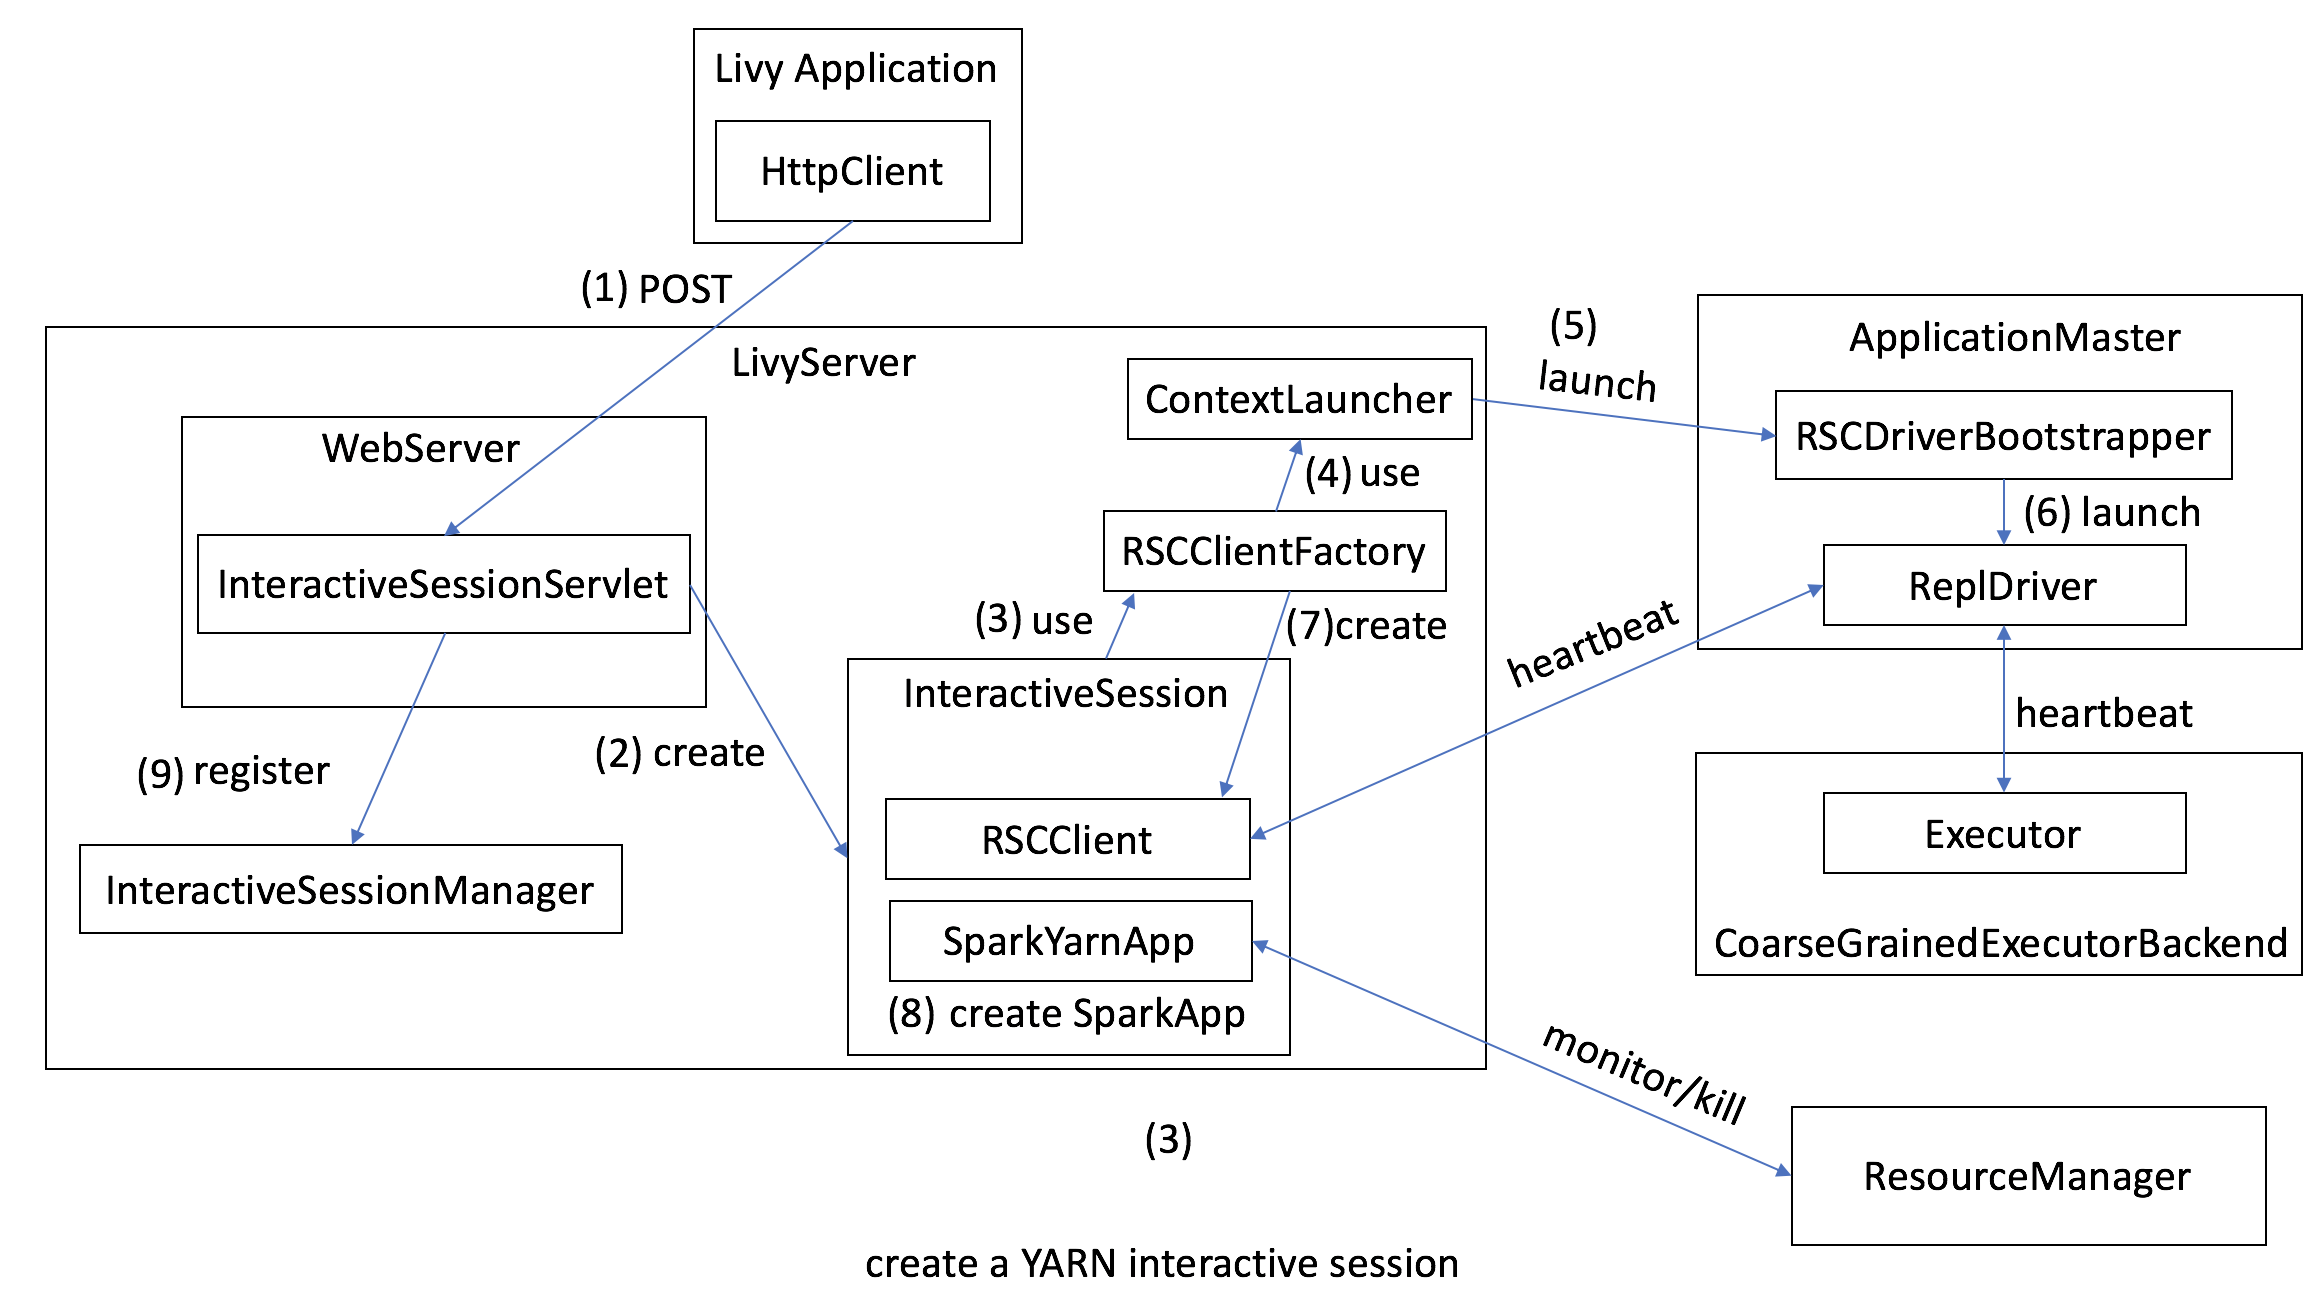 Livy Application
HttpClient
(1) POST
LivyServer
WebServer
InteractiveSessionServlet
(9) register
InteractiveSessionManager
(2) create
ContextLauncher
(4) use
RSCClientFactory
(3) use
(7)create
InteractiveSession
RSCClient
SparkYarnApp
(8) create SparkApp
(5)
launch
ApplicationMaster
RSCDriverBootstrapper
(6) launch
ReplDriver
heartbeat
heartbeat
Executor
CoarseGrainedExecutorBackend
monitor/kill
ResourceManager
(3)
create a YARN interactive session